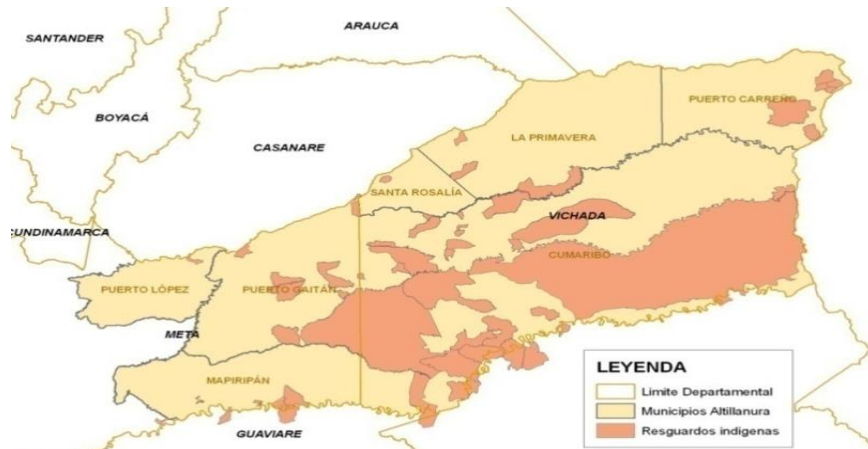 ARAUCA
SANTANDER
BOYACÁ
PUERTO CARREÑO
LA PRIMAVERA
CASANARE
SANTA ROSALÍA
VICHADA
CUNDINAMARCA
CUMARIBO
PUERTO LÓPEZ
PUERTO GAITÁN
META
MAPIRIPÁN
GUAVIARE
LEYENDA
Limite Departamental
Municipios Altillanura
Resguardos indigenas